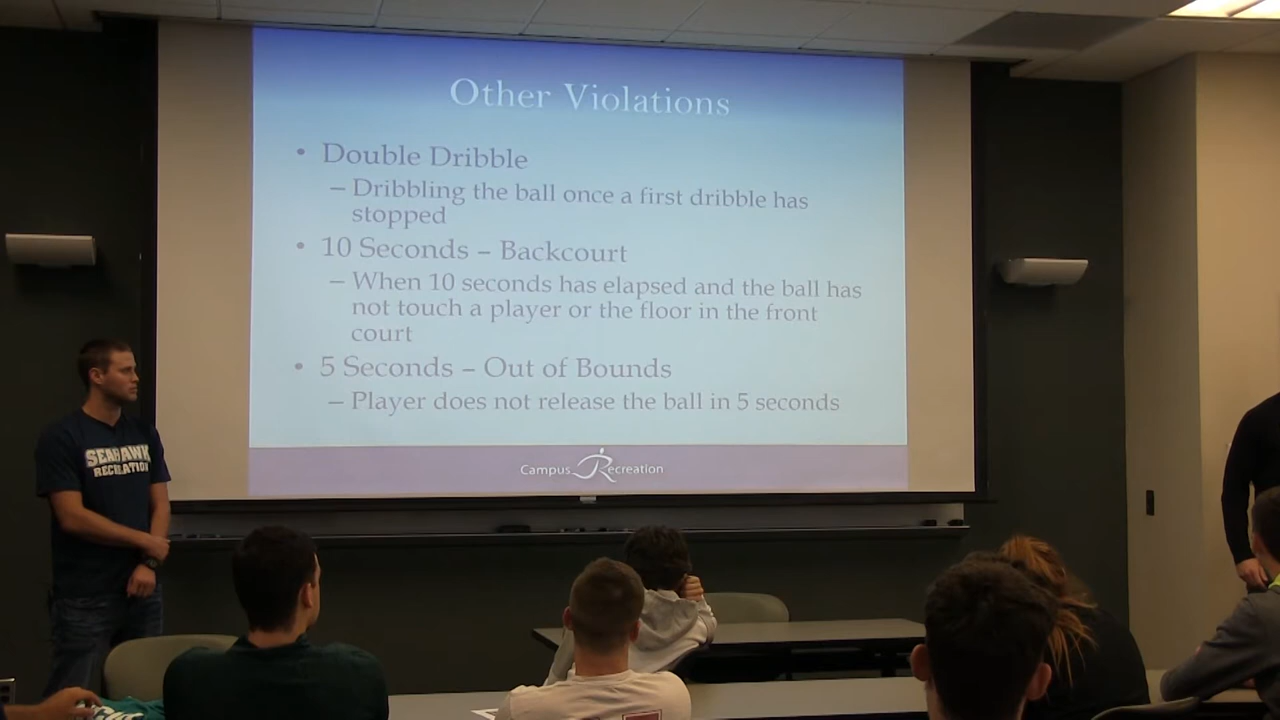 Other Violations
• Double Dribble
– Dribbling the ball once a first dribble has
stopped
• 10 Seconds – Backcourt
– When 10 seconds has elapsed and the ball has
not touch a player or the floor in the front
court
• 5 Seconds – Out of Bounds
– Player does not release the ball in 5 seconds
Campus Recreation
SEAHAWK
RECREATION